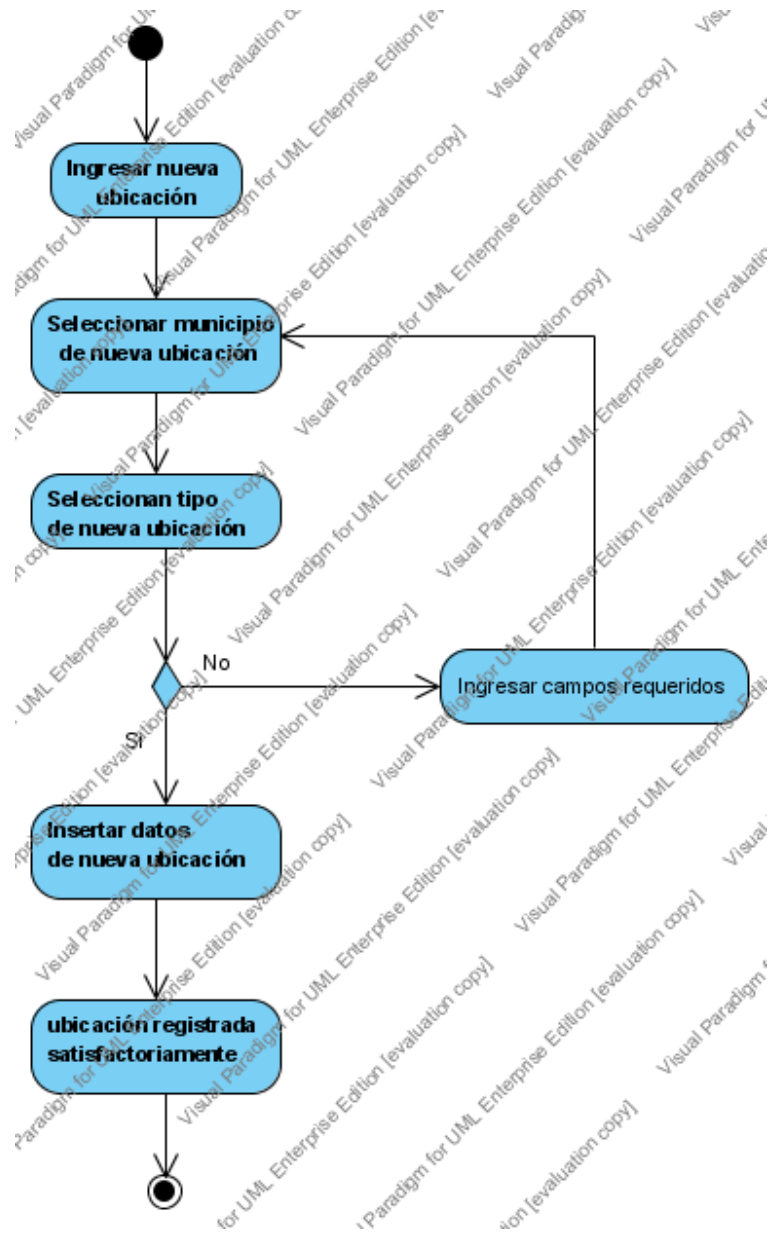 Ingresar nueva
ubicación
Seleccionar municipio
de nueva ubicación
Seleccionan tipo
de nueva ubicación
No
Ingresar campos requeridos
Si
Insertar datos
de nueva ubicación
ubicación registrada
satisfactoriamente
Visual Paradigm for UML Enterprise Edition [evaluation copy]